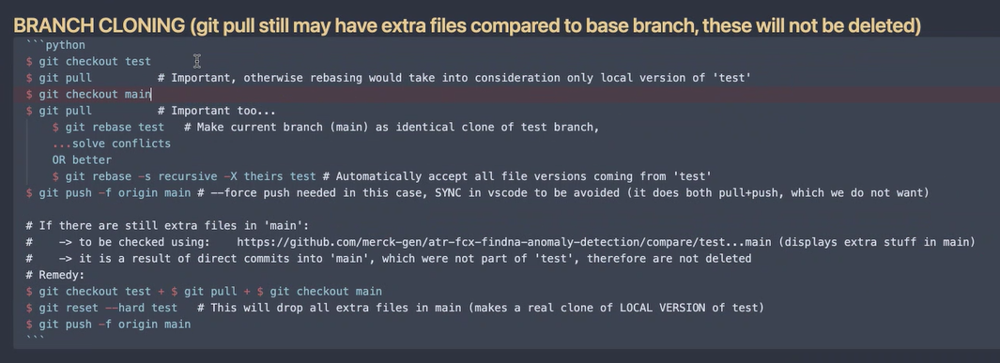 BRANCH CLONING (git pull still may have extra files compared to base branch, these will not be deleted)
```python
$ git checkout test
$ git pull          # Important, otherwise rebasing would take into consideration only local version of 'test'
$ git checkout main
$ git pull          # Important too...
    $ git rebase test   # Make current branch (main) as identical clone of test branch,
    ...solve conflicts
    OR better
    $ git rebase -s recursive -X theirs test # Automatically accept all file versions coming from 'test'
$ git push -f origin main # --force push needed in this case, SYNC in vscode to be avoided (it does both pull+push, which we do not want)

# If there are still extra files in 'main':
#    -> to be checked using:    https://github.com/merck-gen/atr-fcx-findna-anomaly-detection/compare/test...main (displays extra stuff in main)
#    -> it is a result of direct commits into 'main', which were not part of 'test', therefore are not deleted
# Remedy:
$ git checkout test + $ git pull + $ git checkout main
$ git reset --hard test   # This will drop all extra files in main (makes a real clone of LOCAL VERSION of test)
$ git push -f origin main
```